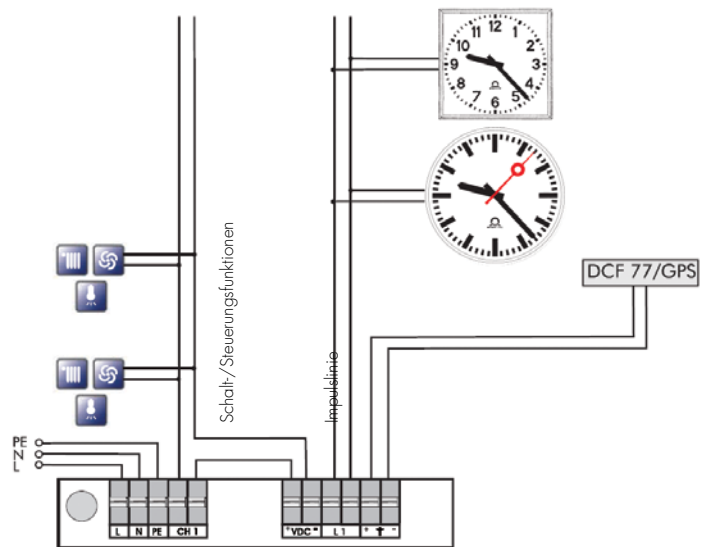 12
11 1
10 2
9 3
8 4
7 5
6
DCF 77/GPS
Schalt-/Steuerungsfunktionen
Impulslinie
PE
N
L
L N PE CH 1 + VDC - L 1 + -